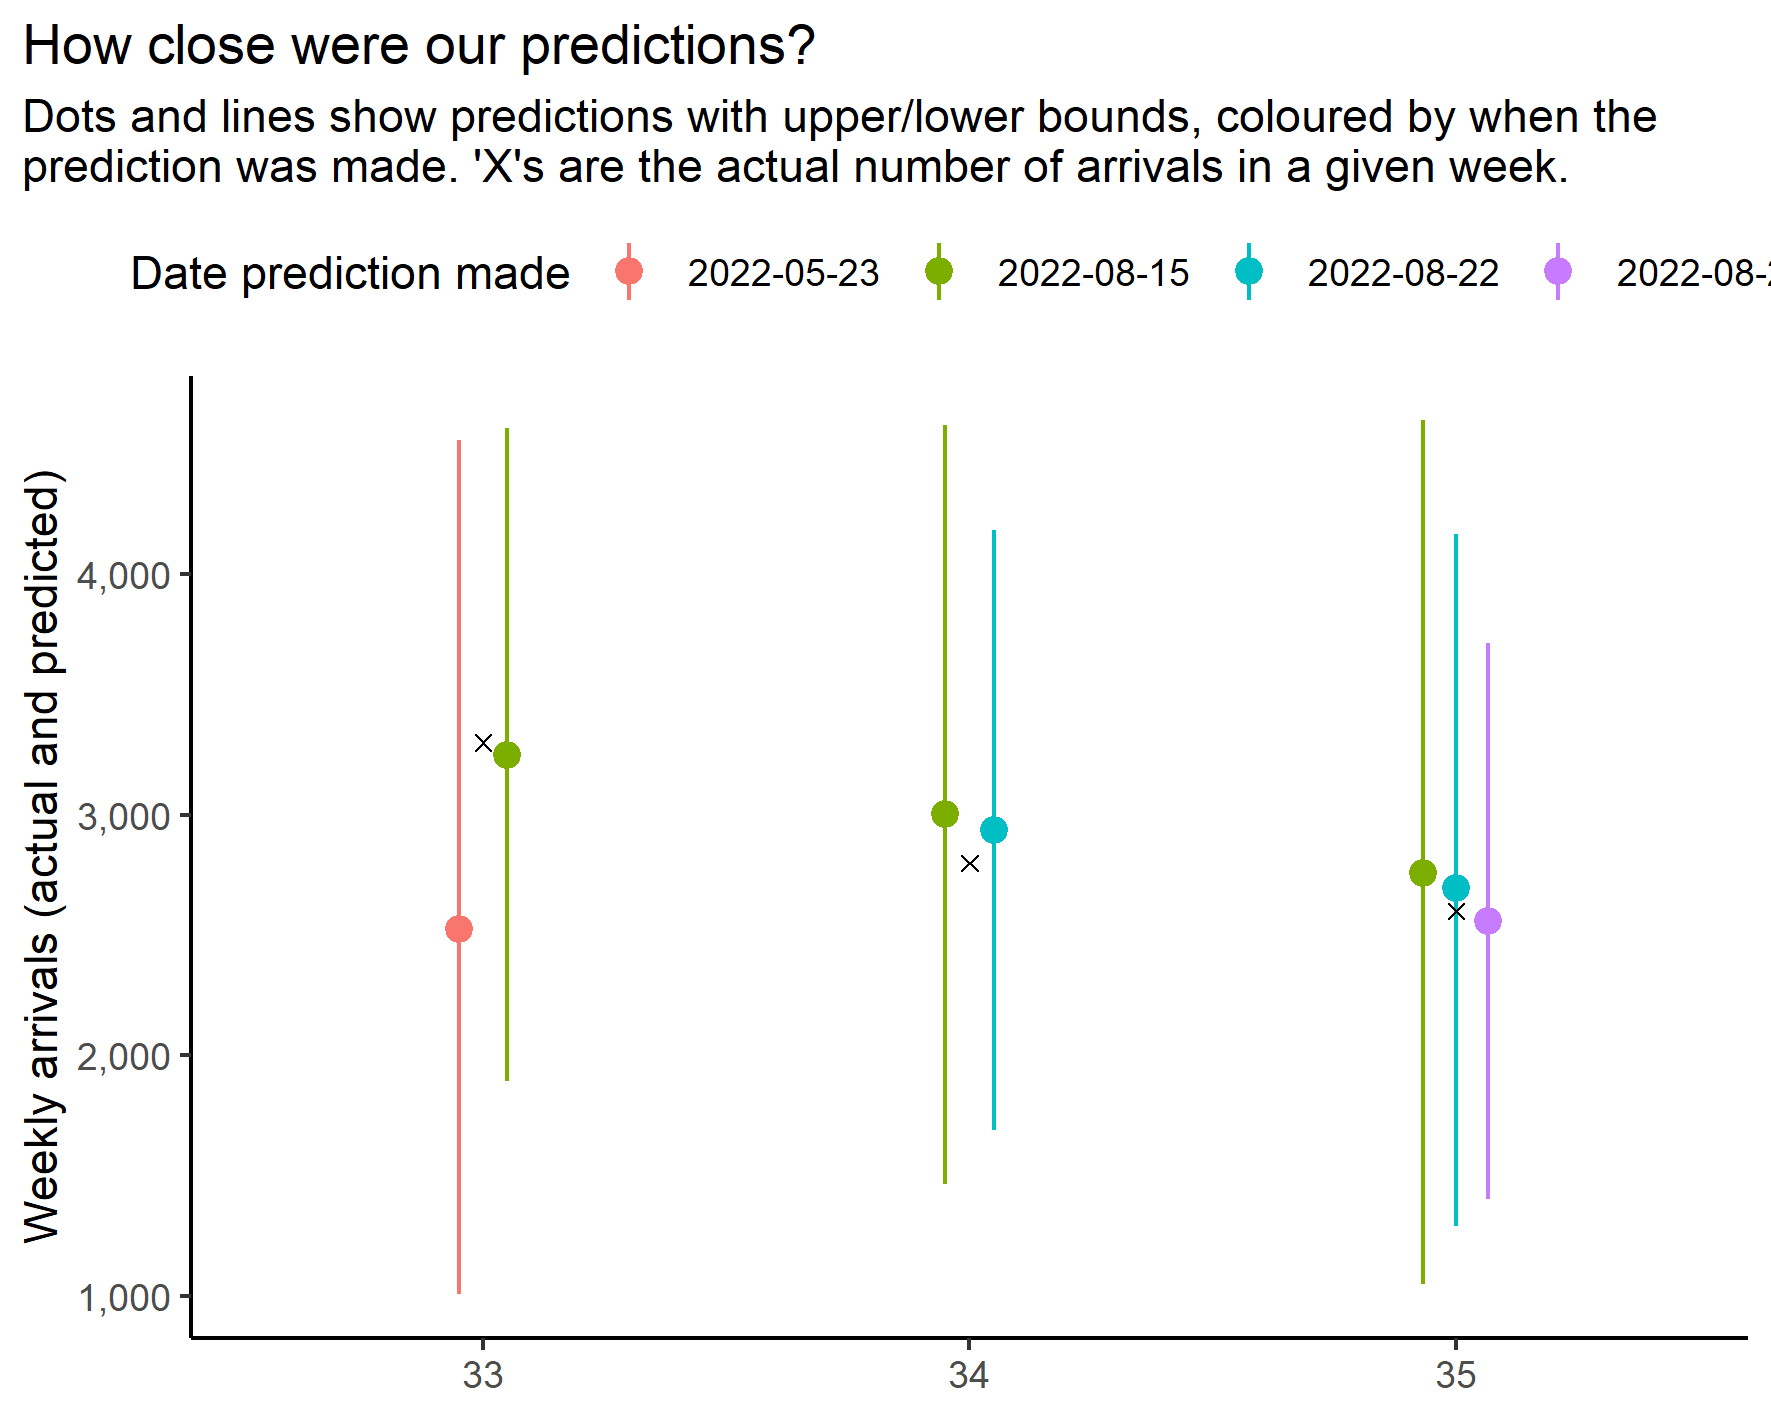 How close were our predictions?
Dots and lines show predictions with upper/lower bounds, coloured by when the
prediction was made. 'X's are the actual number of arrivals in a given week.
Date prediction made 2022-05-23 2022-08-15 2022-08-22
Weekly arrivals (actual and predicted)
4,000
3,000
2,000
1,000
33 34 35